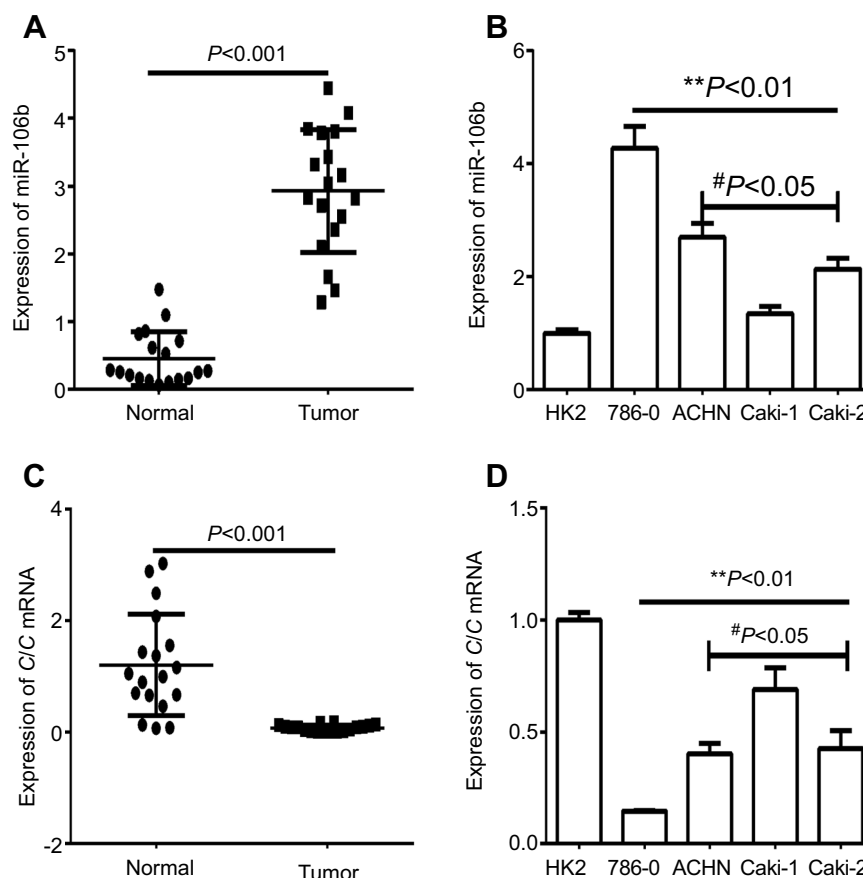 A
P<0.001
Expression of miR-106b
5
4
3
2
1
0
Normal Tumor
B
**P<0.01
#P<0.05
Expression of miR-106b
6
4
2
0
HK2 786-0 ACHN Caki-1 Caki-2
C
P<0.001
Expression of C/C mRNA
4
2
0
-2
Normal Tumor
D
**P<0.01
#P<0.05
Expression of C/C mRNA
1.5
1.0
0.5
0.0
HK2 786-0 ACHN Caki-1 Caki-2